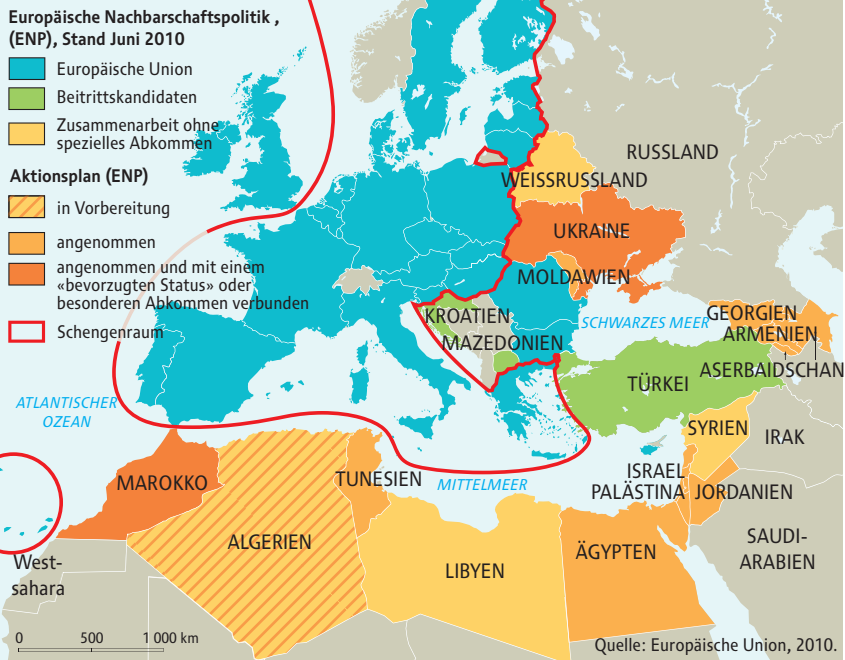 Europäische Nachbarschaftspolitik ,
(ENP), Stand Juni 2010
Europäische Union
Beitrittskandidaten
Zusammenarbeit ohne
spezielles Abkommen
Aktionsplan (ENP)
in Vorbereitung
angenommen
angenommen und mit einem
«bevorzugten Status» oder
besonderen Abkommen verbunden
Schengenraum
RUSSLAND
WEISSRUSSLAND
UKRAINE
MOLDAWIEN
KROATIEN
MAZEDONIEN
SCHWARZES MEER
GEORGIEN
ARMENIEN
ASERBAIDSCHAN
TÜRKEI
ATLANTISCHER
OZEAN
SYRIEN
IRAK
ISRAEL
PALÄSTINA
JORDANIEN
MAROKKO
TUNESIEN
MITTELMEER
ALGERIEN
LIBYEN
ÄGYPTEN
SAUDI-
ARABIEN
West-
sahara
0 500 1 000 km
Quelle: Europäische Union, 2010.